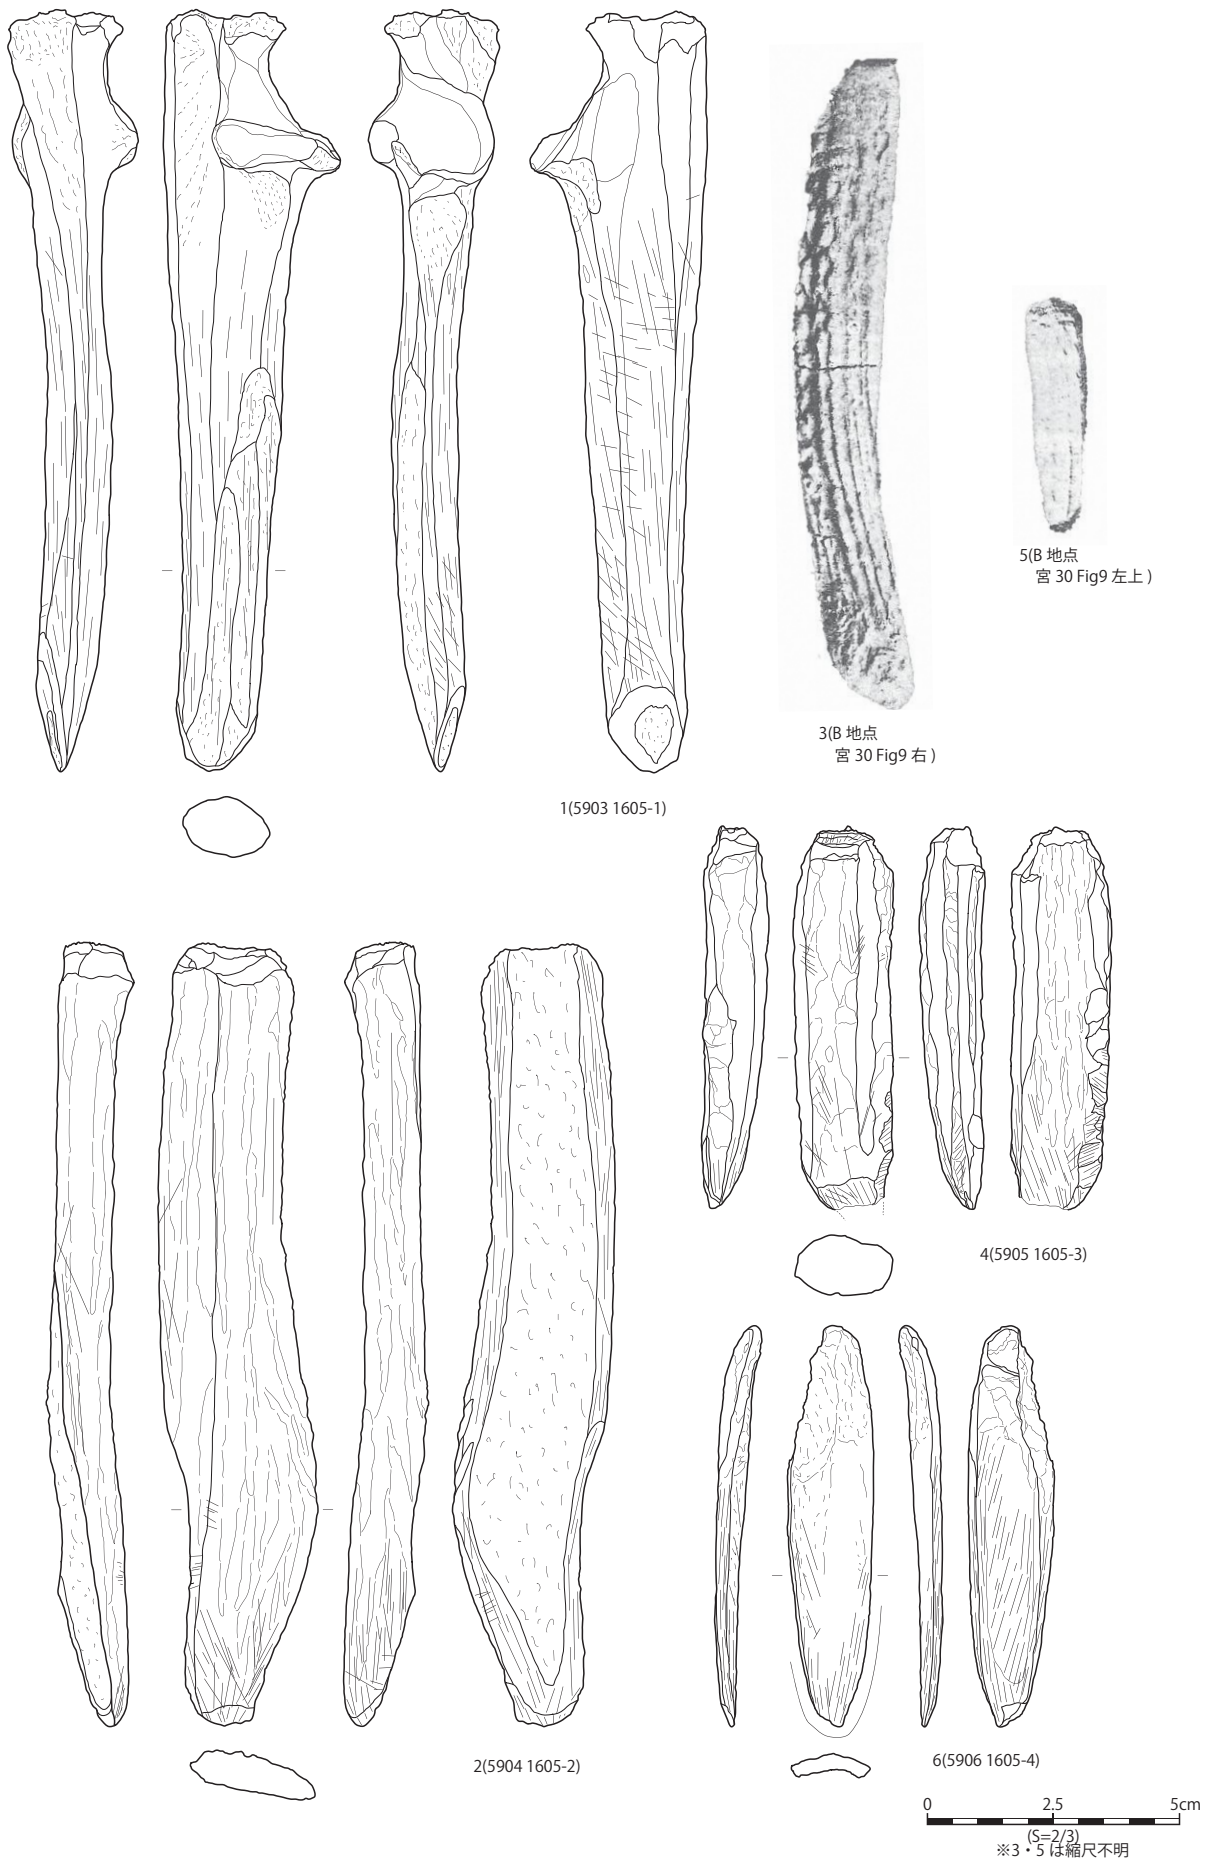 5(B 地点
宮 30 Fig9 左上 )
3(B 地点
宮 30 Fig9 右 )
1(5903 1605-1)
4(5905 1605-3)
2(5904 1605-2)
6(5906 1605-4)
0 2.5 5cm
(S=2/3)
※3・5 は縮尺不明